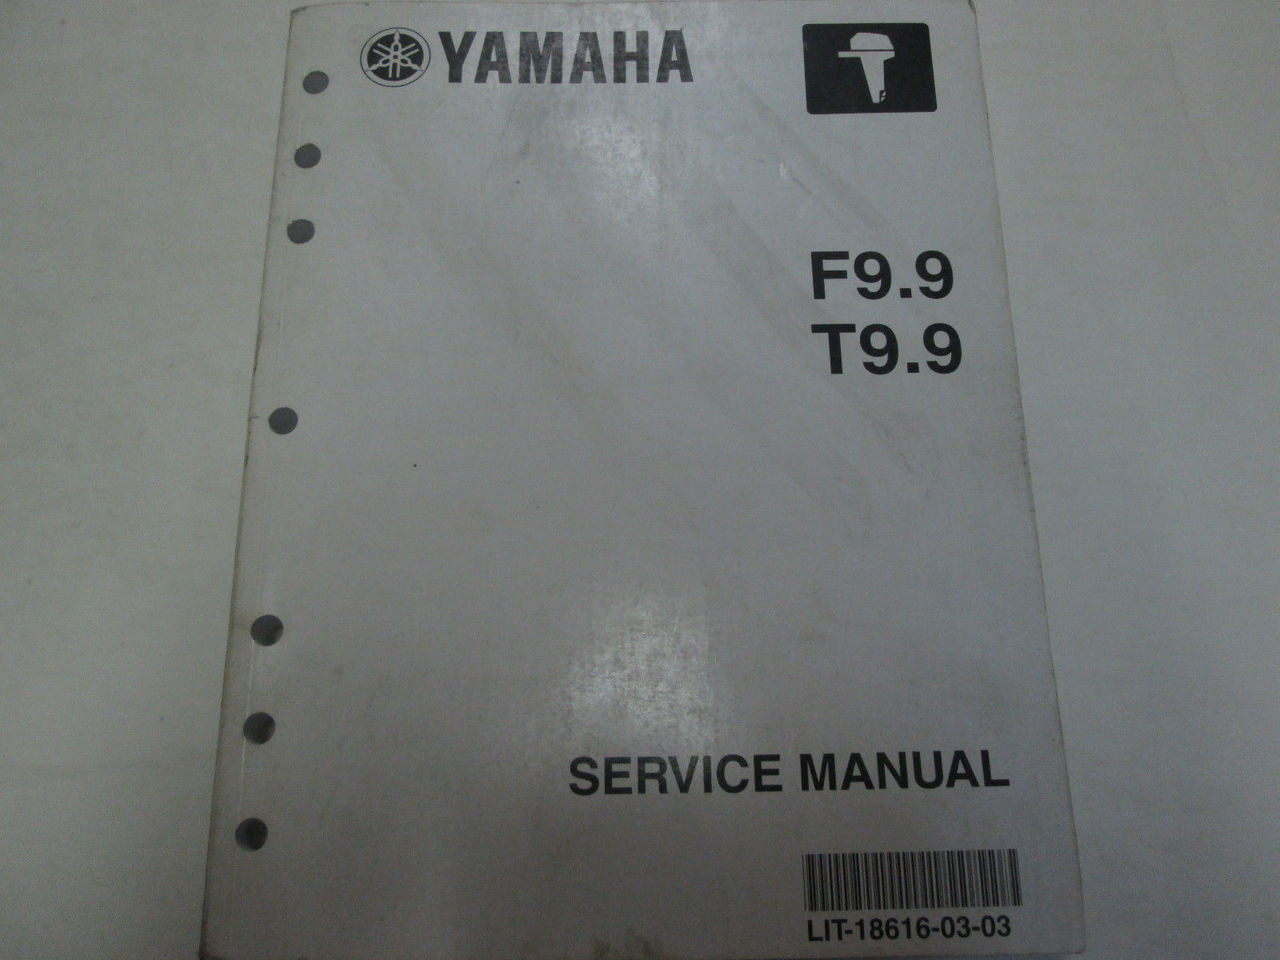 YAMAHA
F9.9
T9.9
SERVICE MANUAL
LIT-18616-03-03